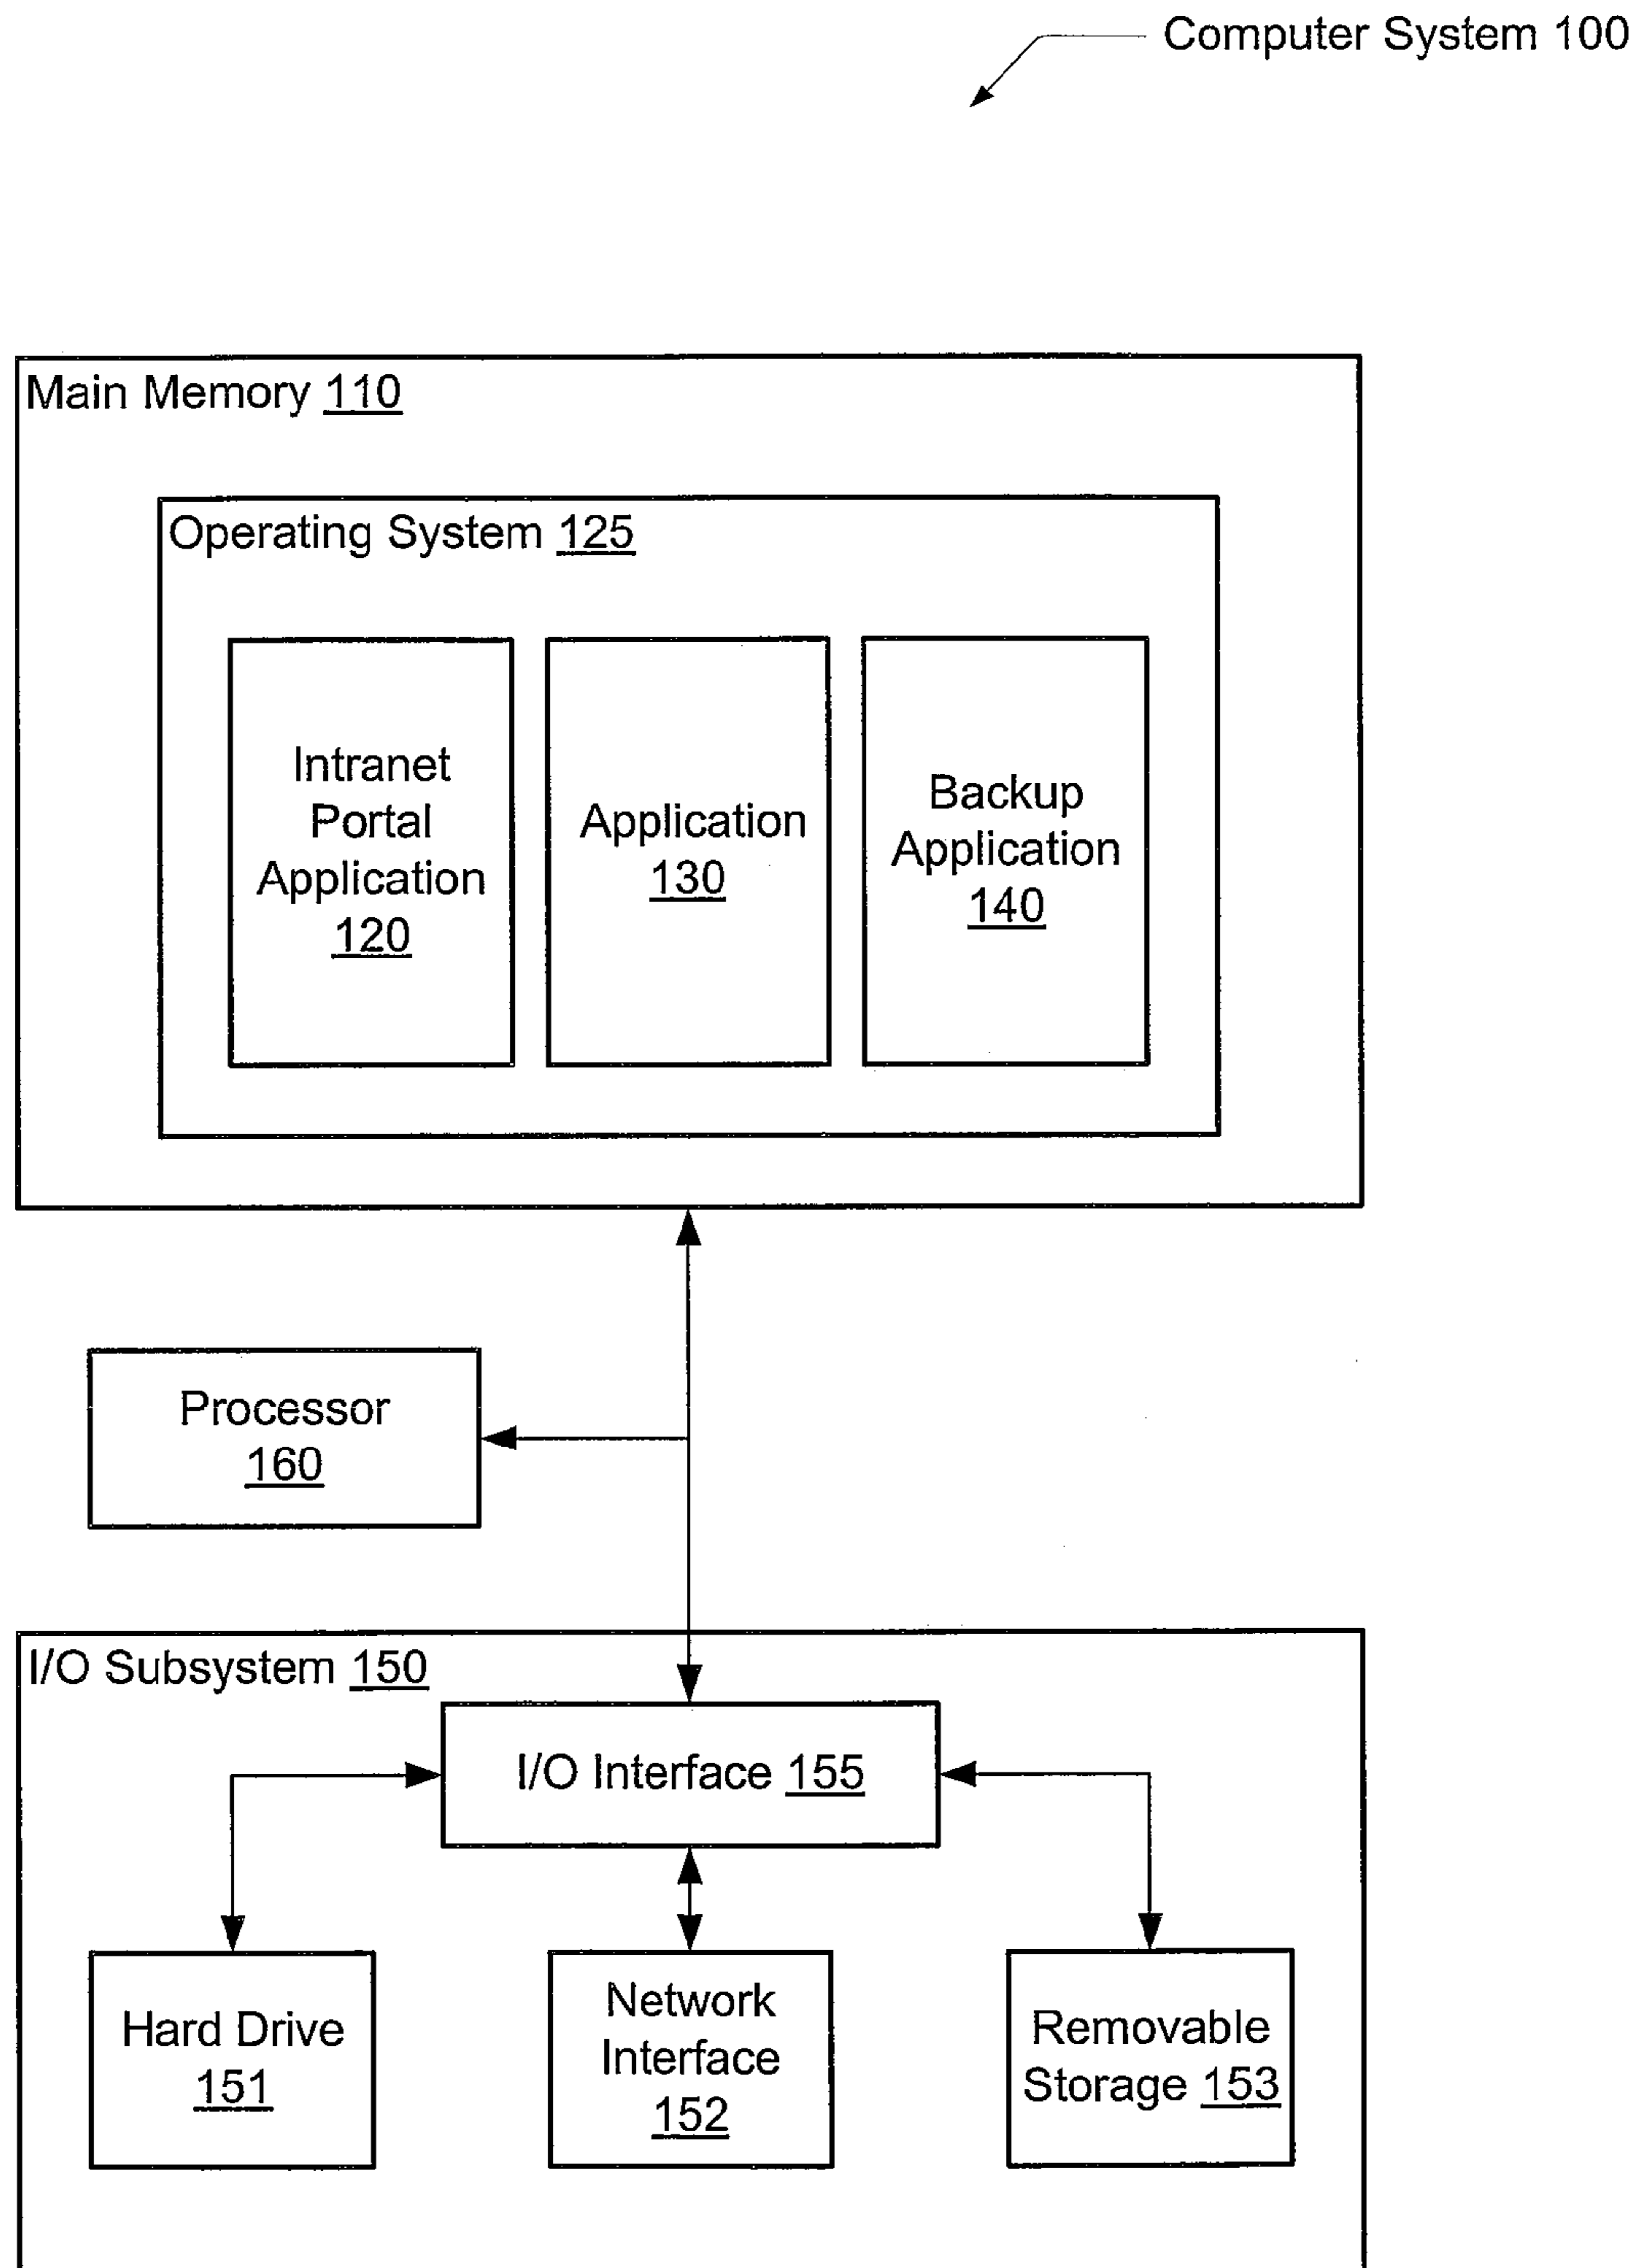 Computer System 100
Main Memory 110
Operating System 125
Intranet
Portal
Application
120
Application
130
Backup
Application
140
Processor
160
I/O Subsystem 150
I/O Interface 155
Hard Drive
151
Network
Interface
152
Removable
Storage 153